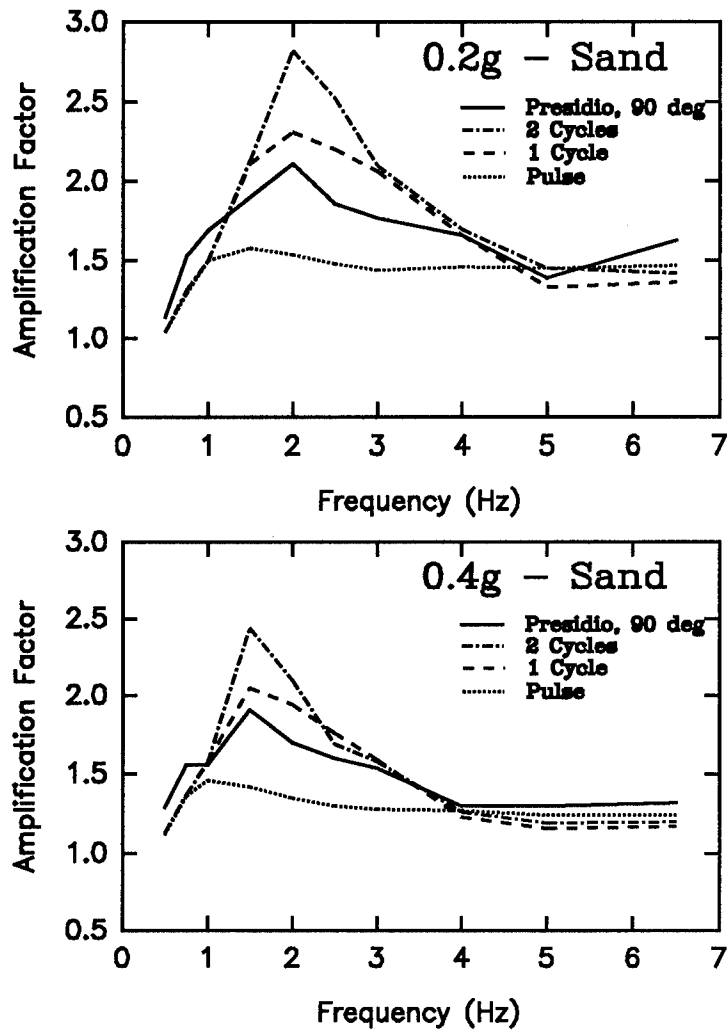 3.0
0.2g – Sand
2.5
Presidio, 90 deg
2 Cycles
1 Cycle
Pulse
2.0
1.5
1.0
0.5
Amplification Factor
0 1 2 3 4 5 6 7
Frequency (Hz)
3.0
0.4g – Sand
2.5
Presidio, 90 deg
2 Cycles
1 Cycle
Pulse
2.0
1.5
1.0
0.5
Amplification Factor
0 1 2 3 4 5 6 7
Frequency (Hz)